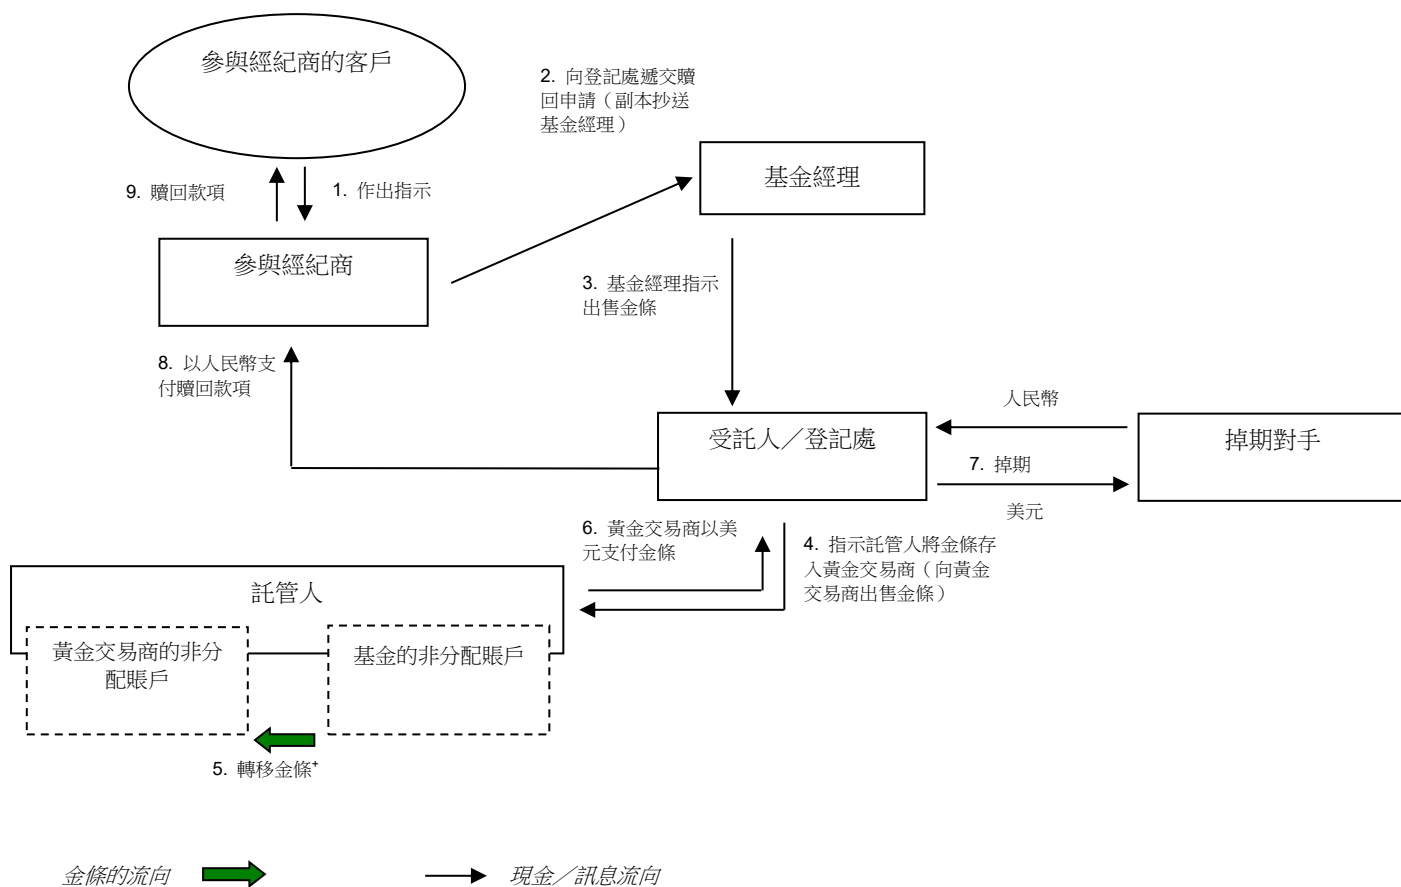 參與經紀商的客戶
2. 向登記處遞交贖
回申請（副本抄送
基金經理）
基金經理
9. 贖回款項
1. 作出指示
參與經紀商
3. 基金經理指示
出售金條
8. 以人民幣支
付贖回款項
人民幣
受託人／登記處
掉期對手
7. 掉期
美元
6. 黃金交易商以美
元支付金條
4. 指示託管人將金條存
入黃金交易商（向黃金
交易商出售金條）
託管人
黃金交易商的非分
配賬戶
基金的非分配賬戶
5. 轉移金條+
金條的流向
現金／訊息流向